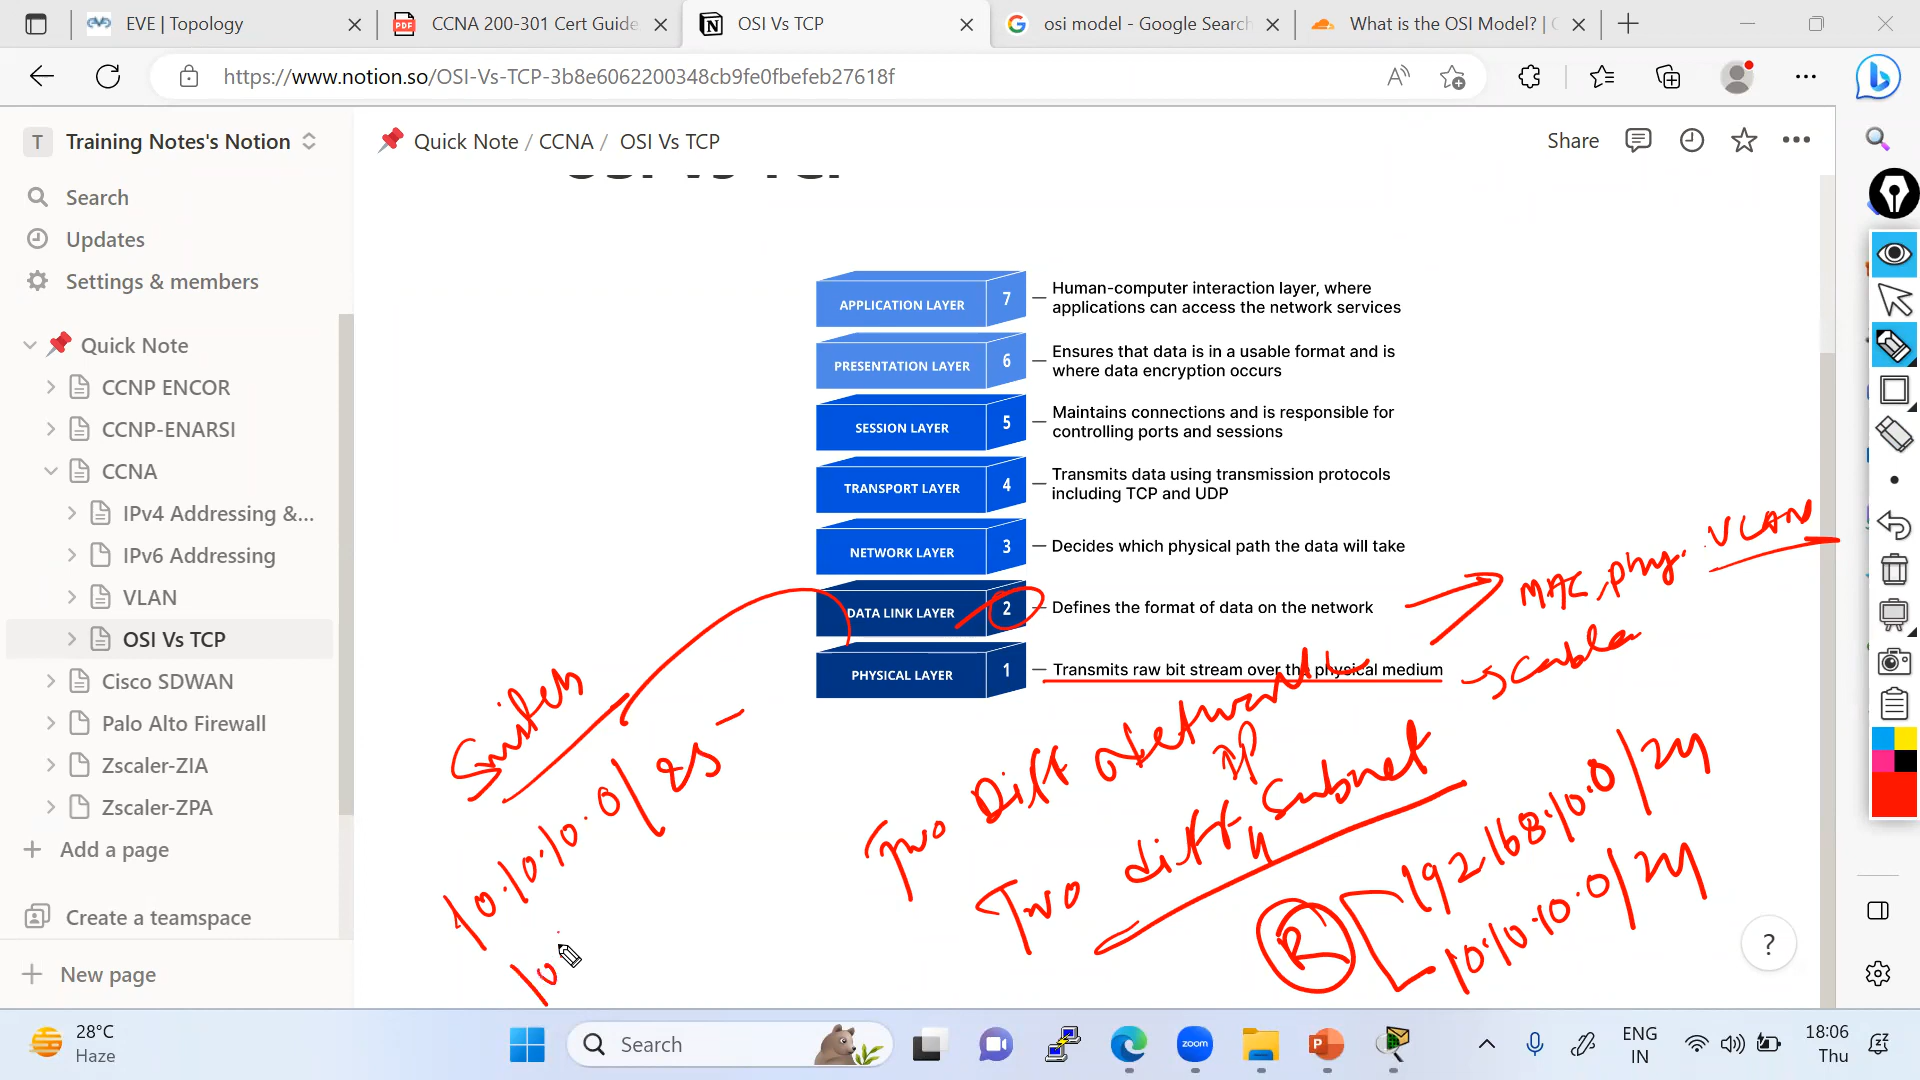 EVE | Topology
CCNA 200-301 Cert Guide,
OSI Vs TCP
osi model - Google Search
What is the OSI Model? | C
https://www.notion.so/OSI-Vs-TCP-3b8e6062200348cb9fe0fbefeb27618f
T Training Notes's Notion
Quick Note / CCNA / OSI Vs TCP
Share
Search
Updates
Settings & members
Quick Note
CCNP ENCOR
CCNP-ENARSI
CCNA
IPv4 Addressing &...
IPv6 Addressing
VLAN
OSI Vs TCP
Cisco SDWAN
Palo Alto Firewall
Zscaler-ZIA
Zscaler-ZPA
Add a page
Create a teamspace
New page
OSI Vs TCP
APPLICATION LAYER 7
Human-computer interaction layer, where
applications can access the network services
PRESENTATION LAYER 6
Ensures that data is in a usable format and is
where data encryption occurs
SESSION LAYER 5
Maintains connections and is responsible for
controlling ports and sessions
TRANSPORT LAYER 4
Transmits data using transmission protocols
including TCP and UDP
NETWORK LAYER 3
Decides which physical path the data will take
DATA LINK LAYER 2
Defines the format of data on the network
MAC, phy. VLAN
PHYSICAL LAYER 1
Transmits raw bit stream over the physical medium
Switch
10.10.10.0/25
10
Two Diff Network
Two diff Subnet
R
192.168.10.0/24
10.10.10.0/24
?
28°C
Haze
Search
zoom
ENG
IN
18:06
Thu